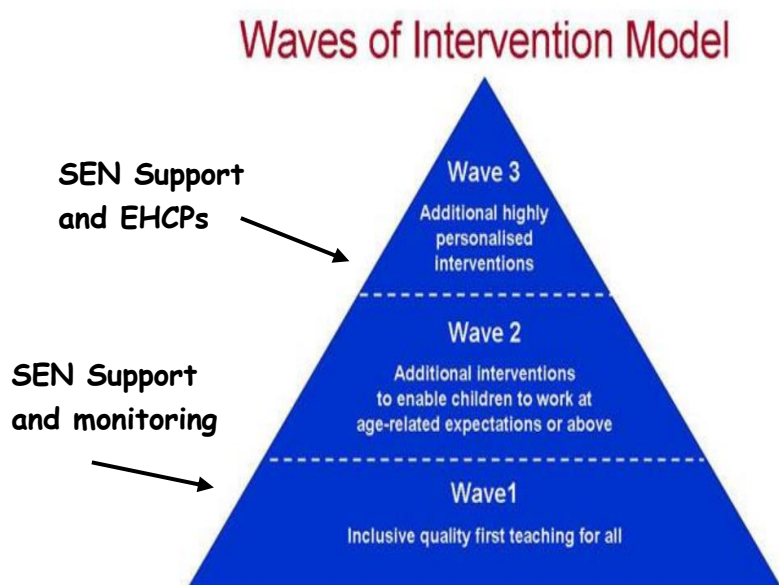 Waves of Intervention Model
SEN Support
and EHCPs
Wave 3
Additional highly
personalised
interventions
SEN Support
and monitoring
Wave 2
Additional interventions
to enable children to work at
age-related expectations or above
Wave1
Inclusive quality first teaching for all